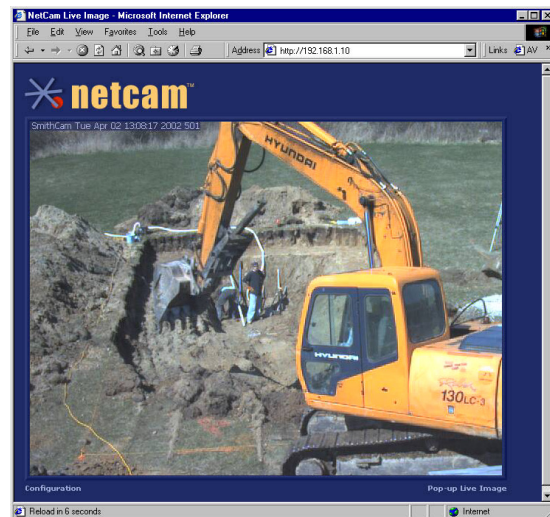 NetCam Live Image - Microsoft Internet Explorer
File Edit View Favorites Tools Help
Address http://192.168.1.10 Links AV
netcam™
SmithCam Tue Apr 02 13:08:17 2002 501
HYUNDAI
HYUNDAI
130LC-3
Configuration Pop-up Live Image
Reload in 6 seconds Internet